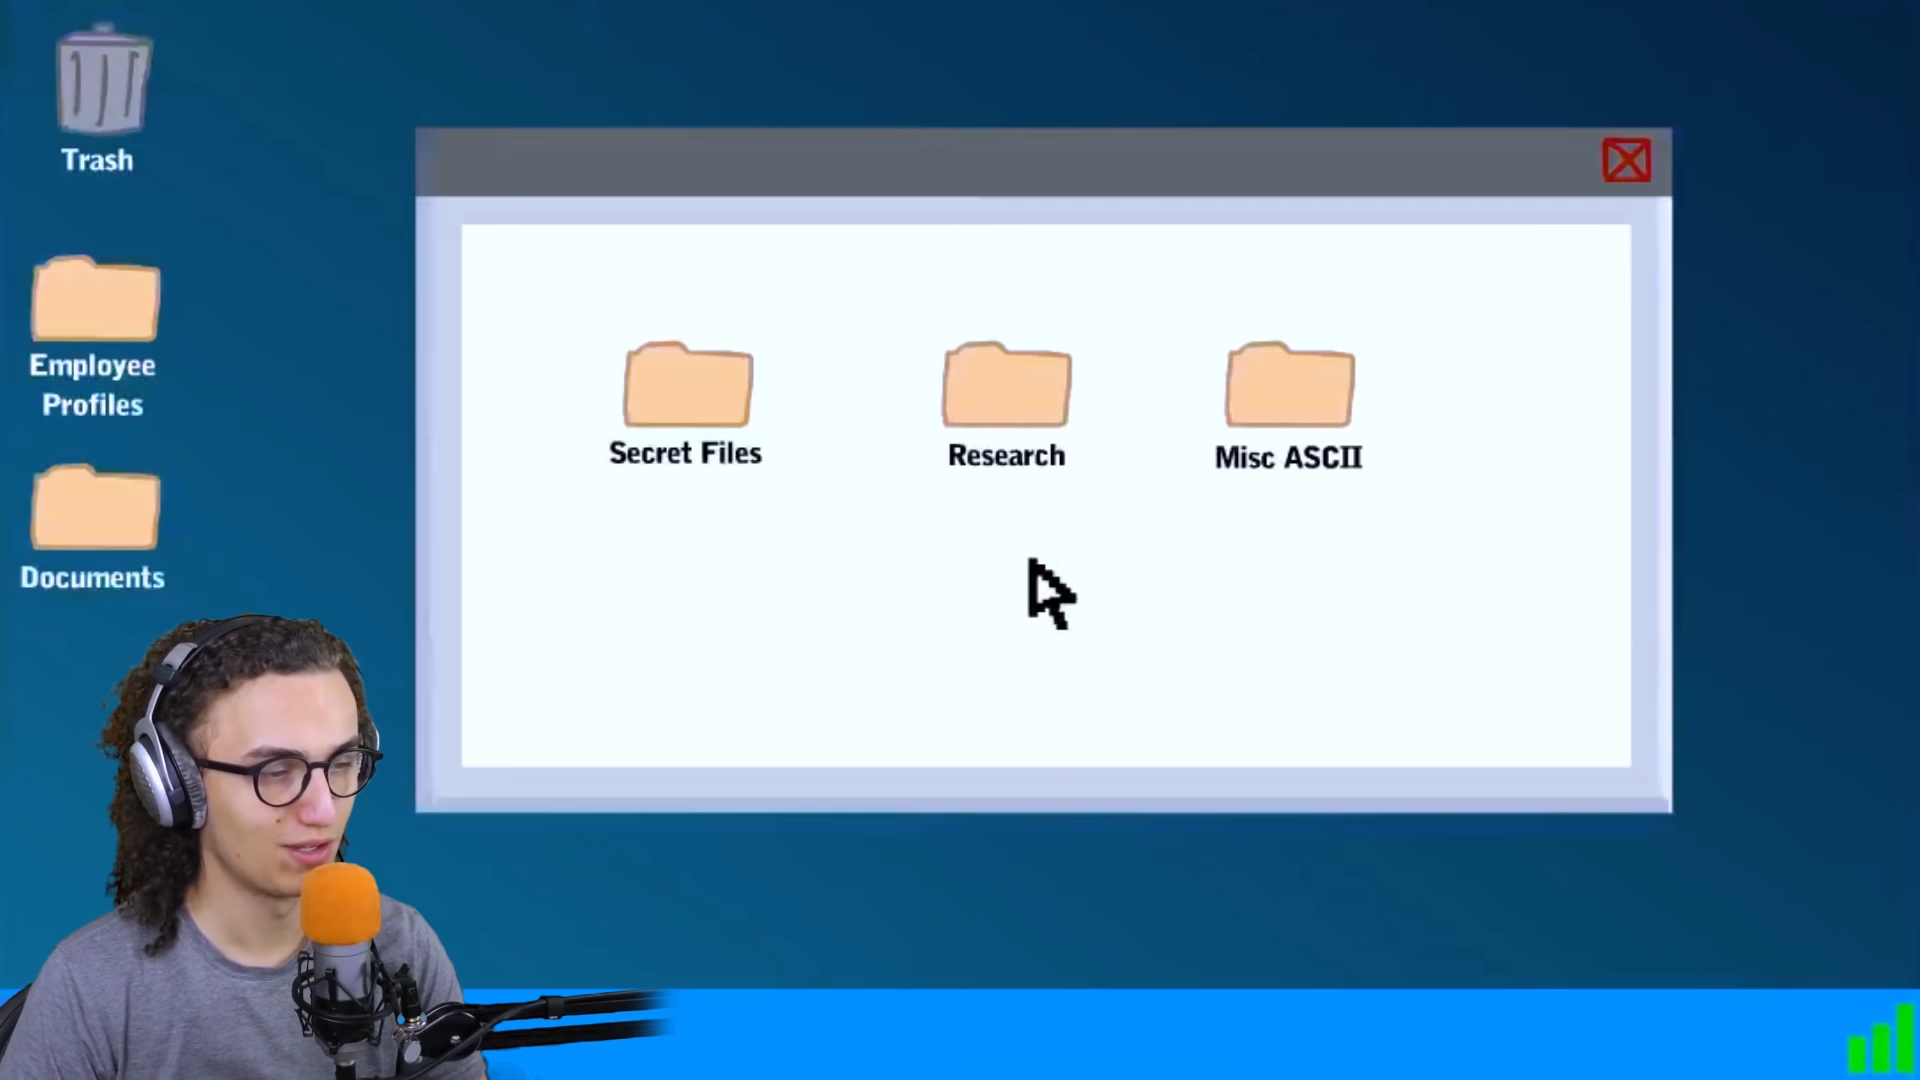 Trash
Employee
Profiles
Documents
Secret Files
Research
Misc ASCII